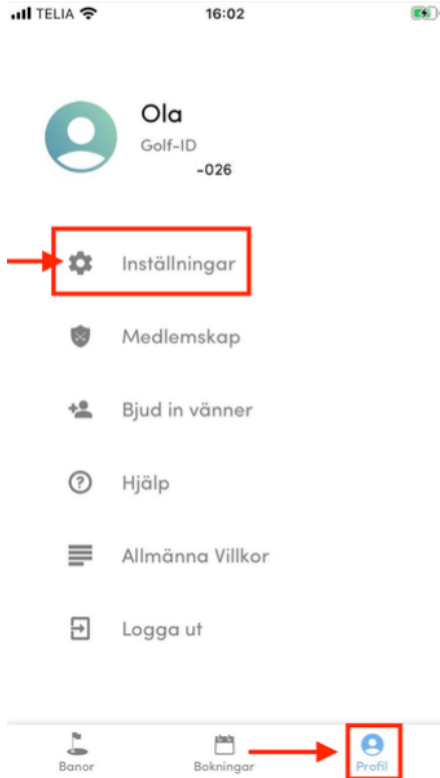 TELIA 16:02
Ola
Golf-ID
-026
Inställningar
Medlemskap
Bjud in vänner
Hjälp
Allmänna Villkor
Logga ut
Banor Bokningar Profil